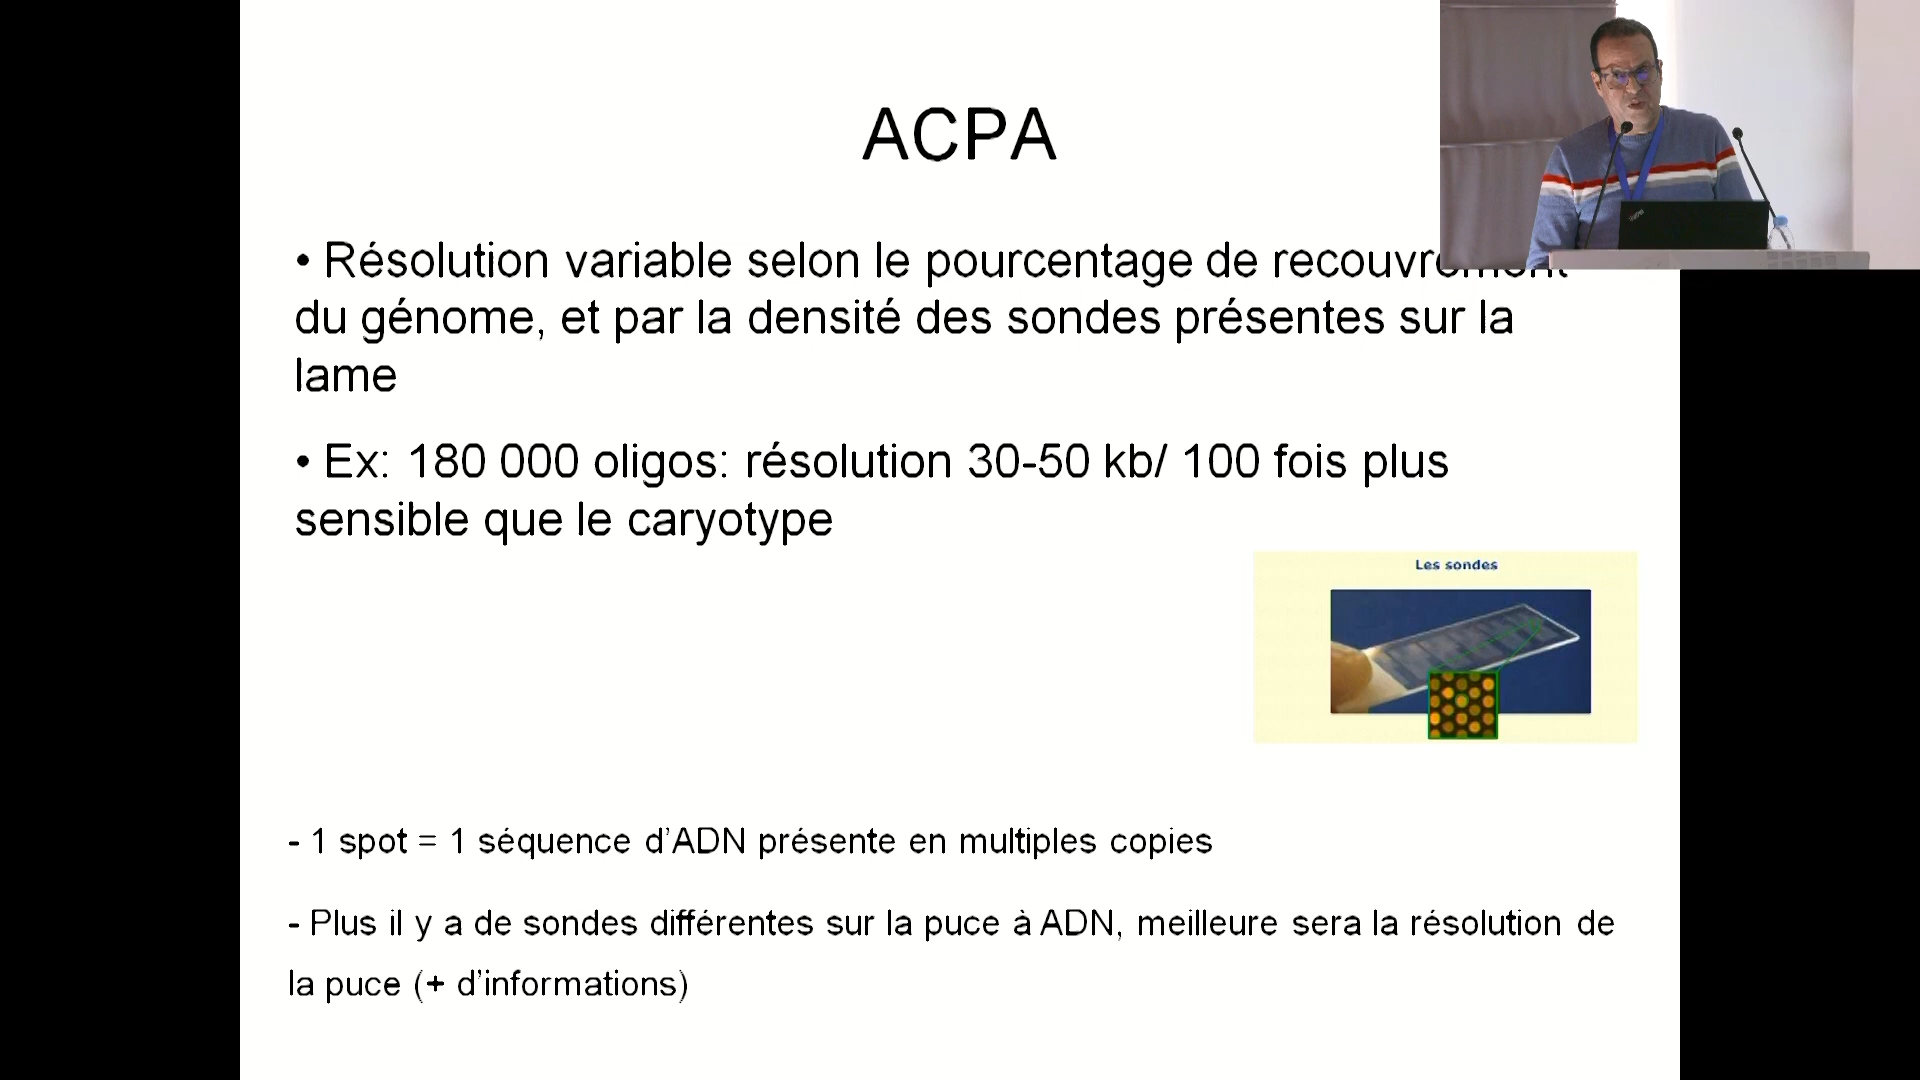 ACPA
• Résolution variable selon le pourcentage de recouvrement
du génome, et par la densité des sondes présentes sur la
lame
• Ex: 180 000 oligos: résolution 30-50 kb/ 100 fois plus
sensible que le caryotype
Les sondes
- 1 spot = 1 séquence d’ADN présente en multiples copies
- Plus il y a de sondes différentes sur la puce à ADN, meilleure sera la résolution de
la puce (+ d’informations)